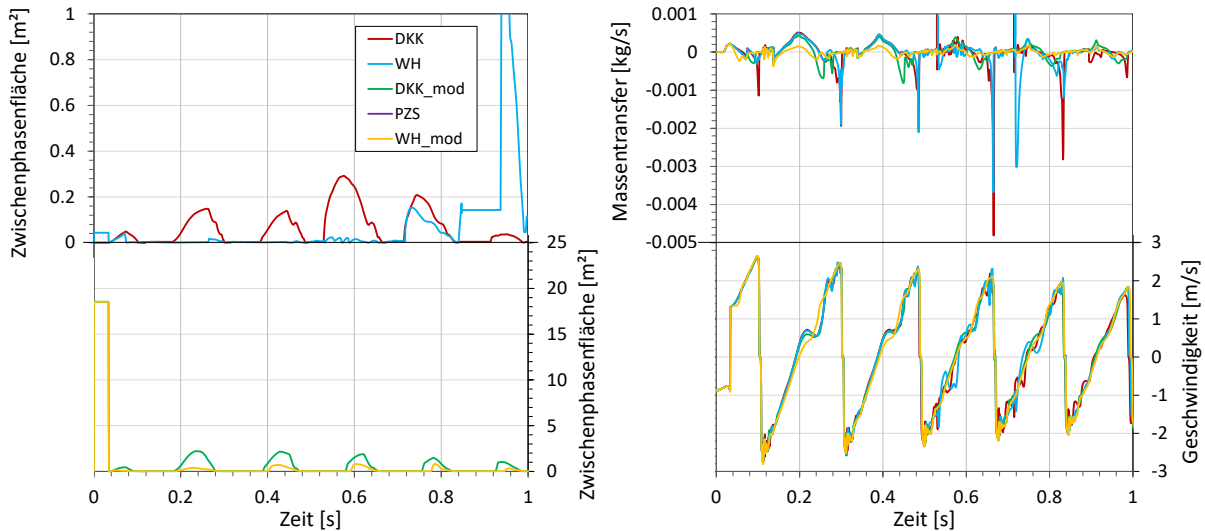 Zwischenphasenfläche [m²]
1
0.8
0.6
0.4
0.2
0
DKK
WH
DKK_mod
PZS
WH_mod
25
20
15
10
5
0
Zwischenphasenfläche [m²]
0 0.2 0.4 0.6 0.8 1
Zeit [s]
Massentransfer [kg/s]
0.001
0
-0.001
-0.002
-0.003
-0.004
-0.005
3
2
1
0
-1
-2
-3
Geschwindigkeit [m/s]
0 0.2 0.4 0.6 0.8 1
Zeit [s]